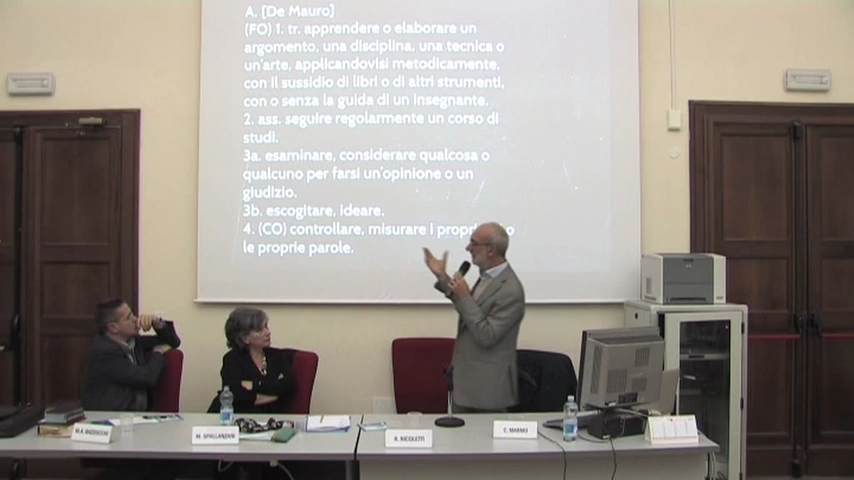 A. [De Mauro]
(FO) 1. tr. apprendere o elaborare un
argomento, una disciplina, una tecnica o
un'arte, applicandovisi metodicamente,
con il sussidio di libri o di altri strumenti,
con o senza la guida di un insegnante.
2. ass. seguire regolarmente un corso di
studi.
3a. esaminare, considerare qualcosa o
qualcuno per farsi un'opinione o un
giudizio.
3b. escogitare, ideare.
4. (CO) controllare, misurare i propri o
le proprie parole.
M. SPALLANZANI
R. NICOLETTI
C. MARMO